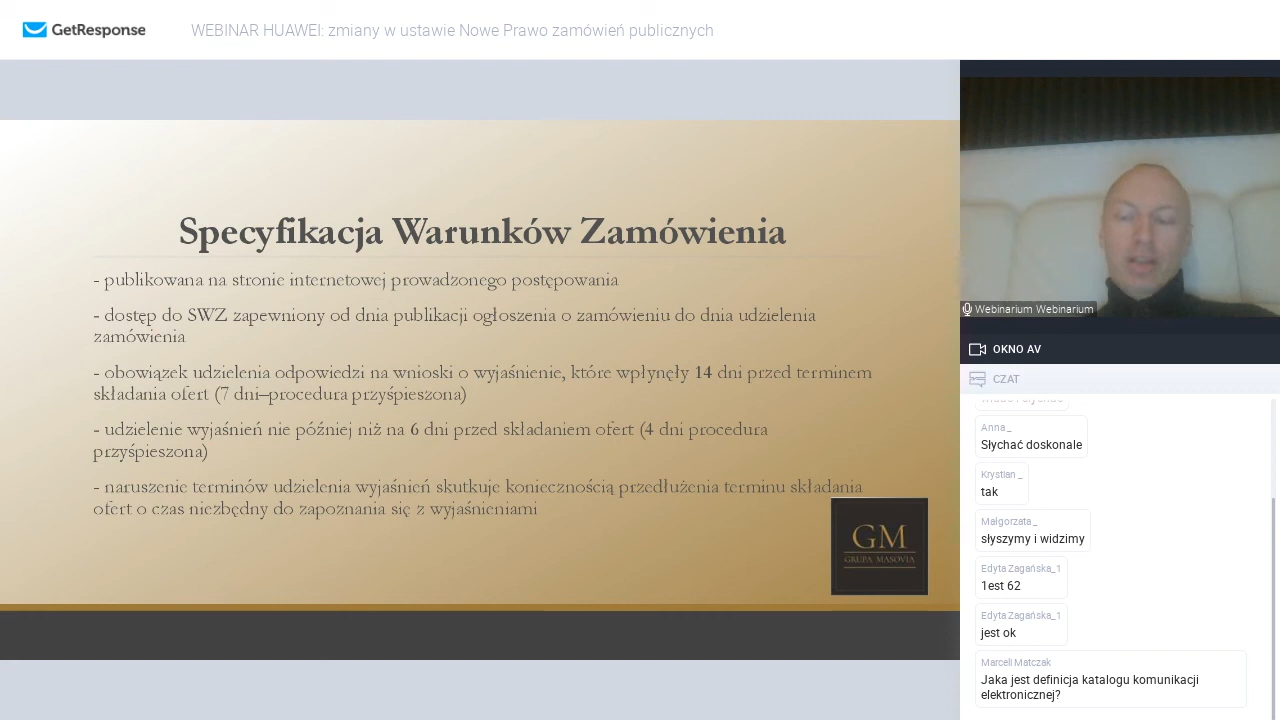 GetResponse
WEBINAR HUAWEI: zmiany w ustawie Nowe Prawo zamówień publicznych
Specyfikacja Warunków Zamówienia
- publikowana na stronie internetowej prowadzonego postępowania
- dostęp do SWZ zapewniony od dnia publikacji ogłoszenia o zamówieniu do dnia udzielenia
zamówienia
- obowiązek udzielenia odpowiedzi na wnioski o wyjaśnienie, które wpłynęły 14 dni przed terminem
składania ofert (7 dni–procedura przyśpieszona)
- udzielenie wyjaśnień nie później niż na 6 dni przed składaniem ofert (4 dni procedura
przyśpieszona)
- naruszenie terminów udzielenia wyjaśnień skutkuje koniecznością przedłużenia terminu składania
ofert o czas niezbędny do zapoznania się z wyjaśnieniami
GM
GRUPA MASOVIA
Webinarium Webinarium
OKNO AV
CZAT
Anna _
Słychać doskonale
Krystian _
tak
Małgorzata _
słyszymy i widzimy
Edyta Zagańska_1
1est 62
Edyta Zagańska_1
jest ok
Marceli Matczak
Jaka jest definicja katalogu komunikacji
elektronicznej?